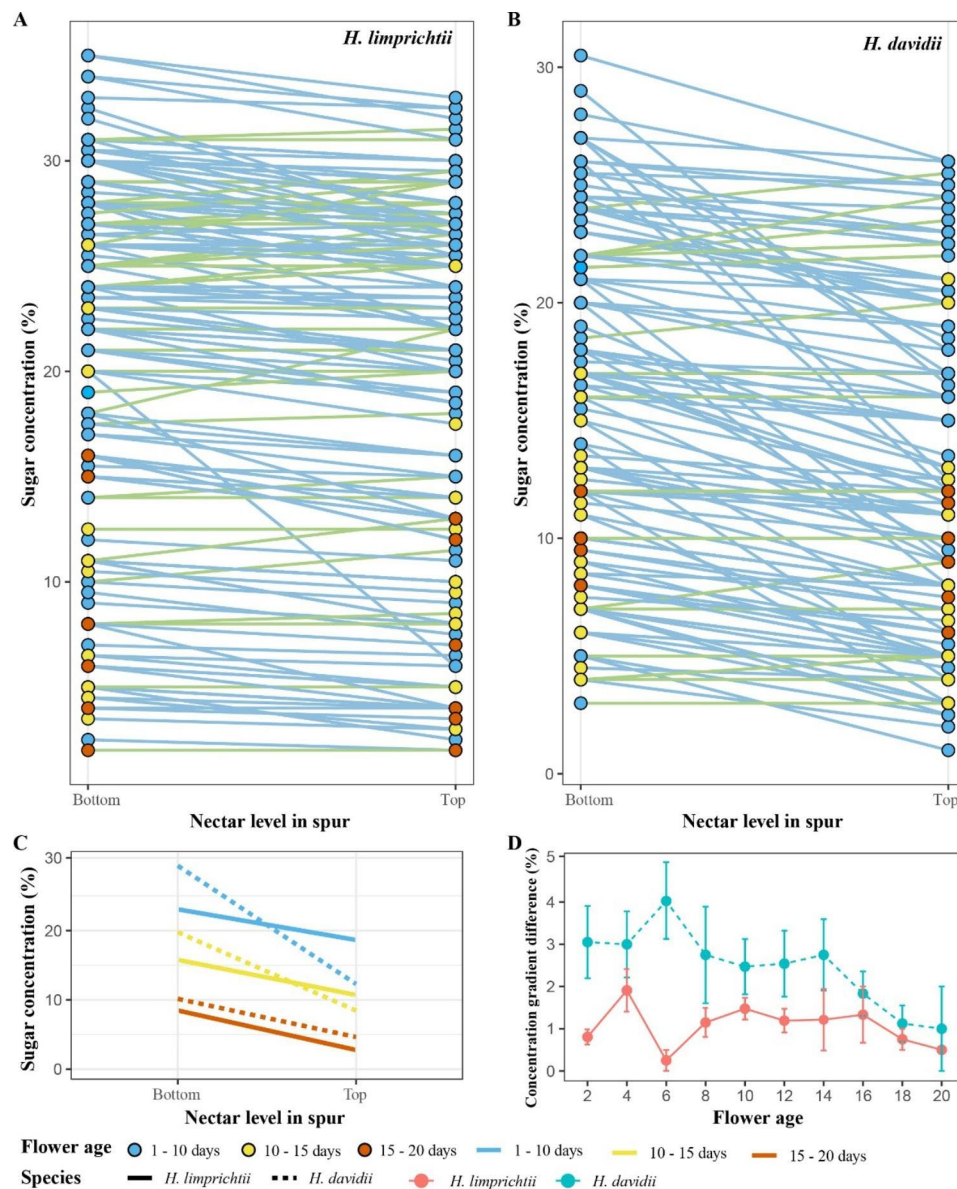 A
H. limprichtii
Sugar concentration (%)
30
20
10
Bottom
Top
Nectar level in spur
B
H. davidii
Sugar concentration (%)
30
20
10
0
Bottom
Top
Nectar level in spur
C
Sugar concentration (%)
30
20
10
0
Bottom
Top
Nectar level in spur
D
Concentration gradient difference (%)
5
4
3
2
1
0
2 4 6 8 10 12 14 16 18 20
Flower age
Flower age 1 - 10 days 10 - 15 days 15 - 20 days 1 - 10 days 10 - 15 days 15 - 20 days
Species H. limprichtii H. davidii H. limprichtii H. davidii